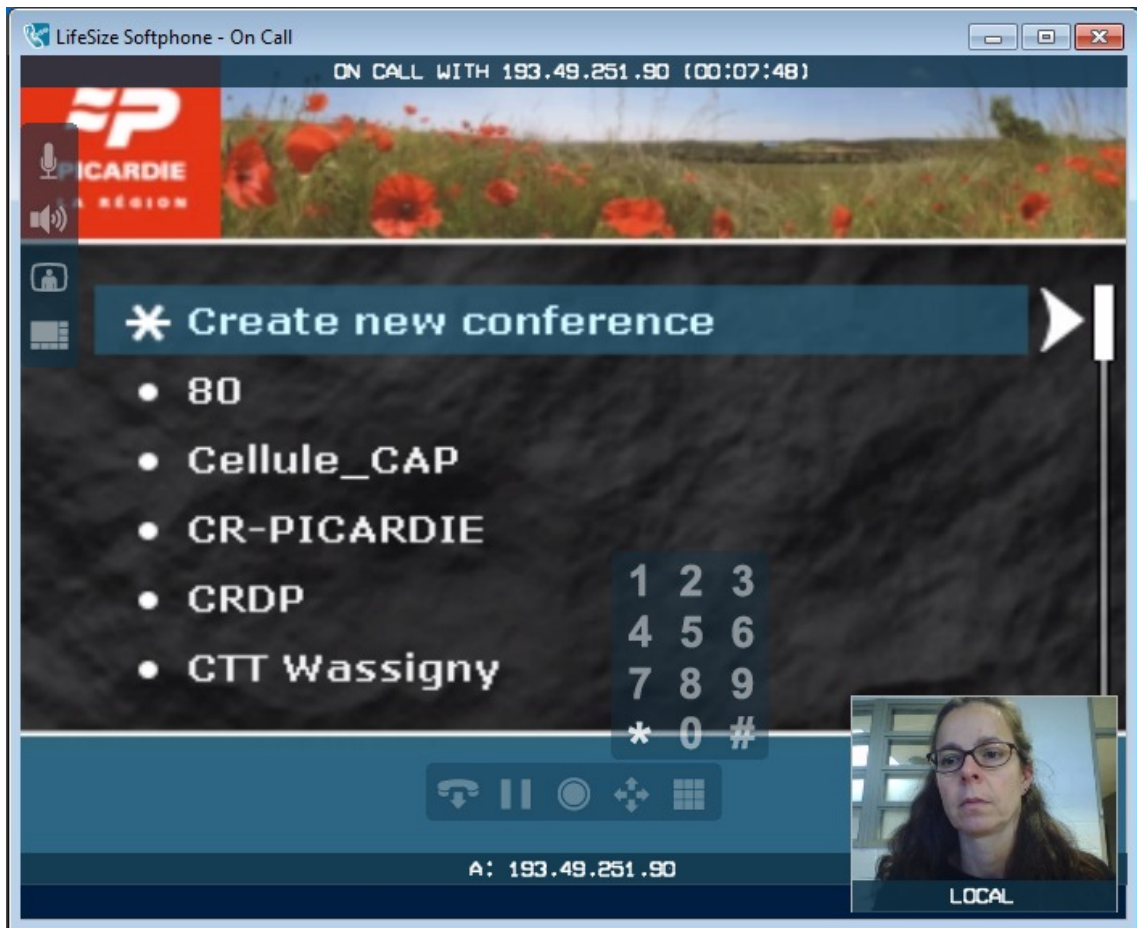 LifeSize Softphone - On Call
ON CALL WITH 193.49.251.90 (00:07:48)
PICARDIE
LA RÉGION
* Create new conference
• 80
• Cellule_CAP
• CR-PICARDIE
• CRDP
• CTT Wassigny
1 2 3
4 5 6
7 8 9
* 0 #
A: 193.49.251.90
LOCAL